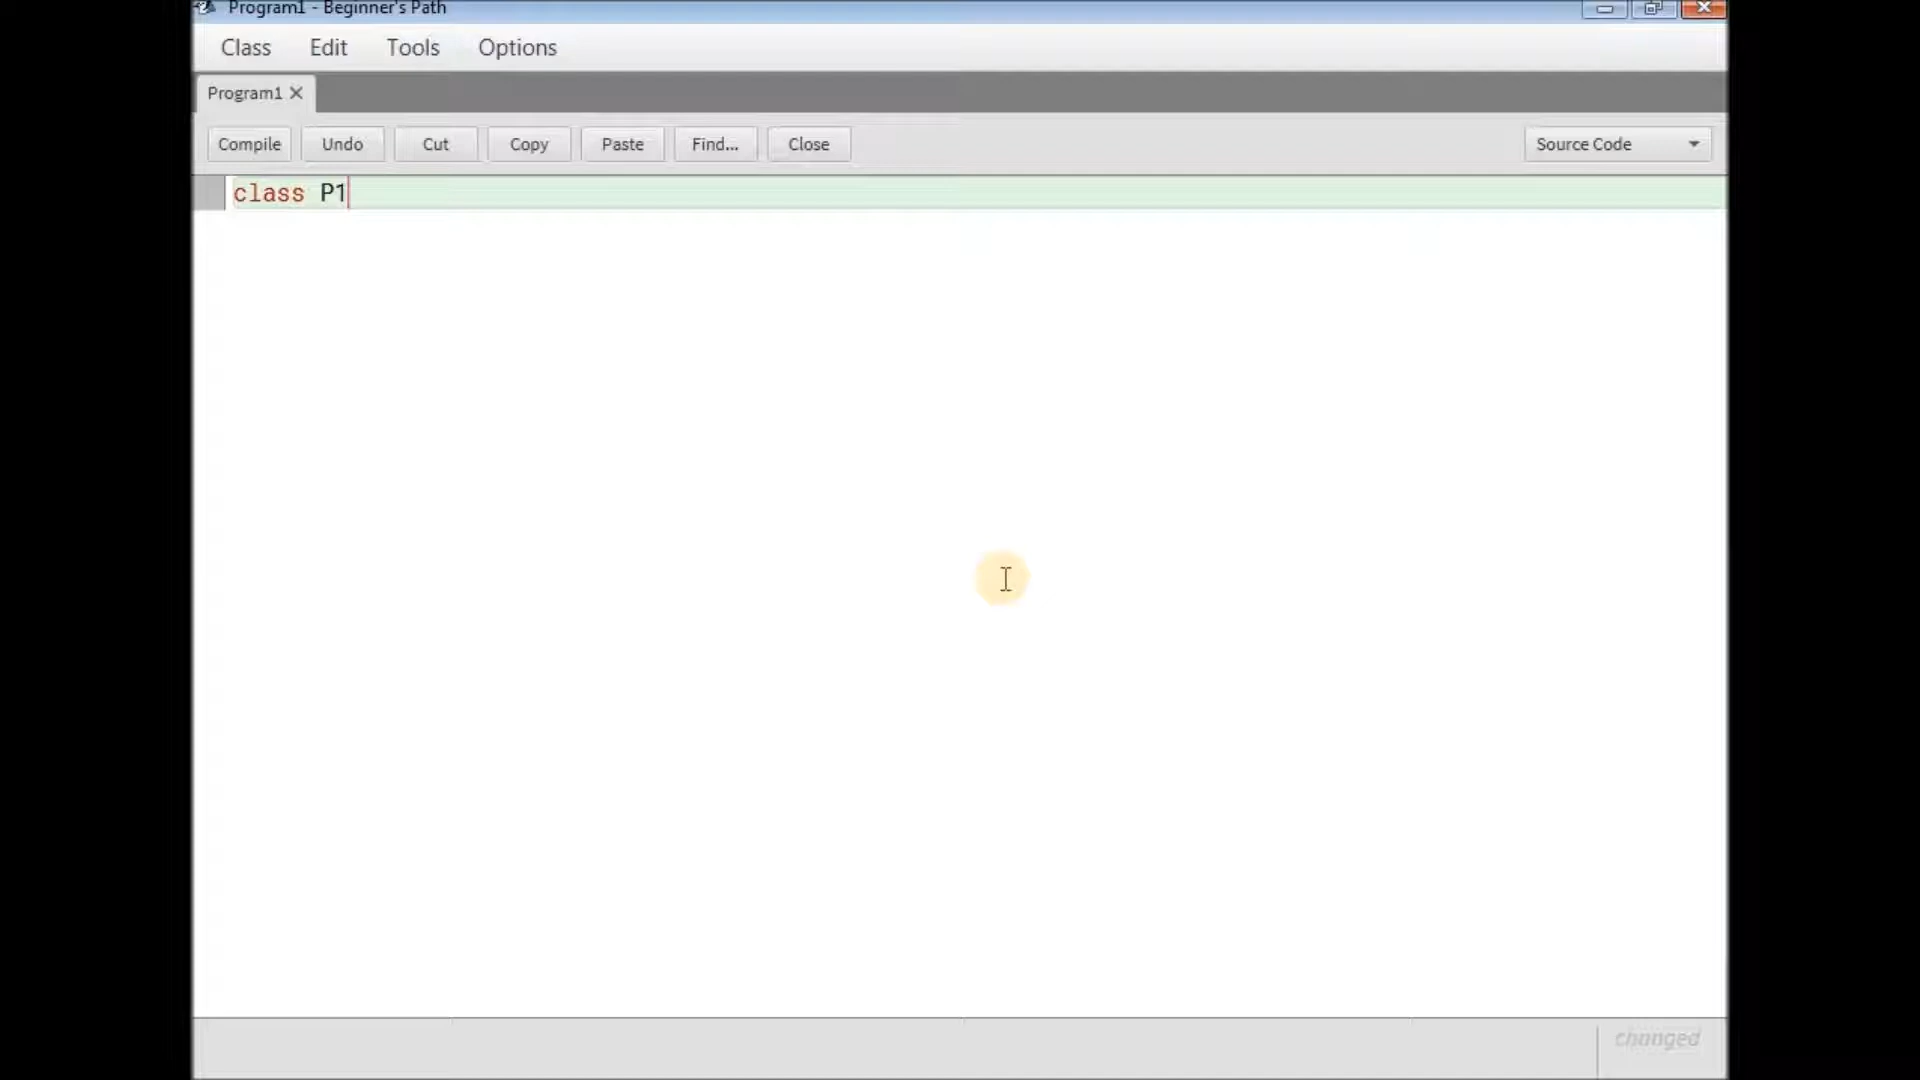 Program1 - Beginner's Path
Class Edit Tools Options
Program1
Compile Undo Cut Copy Paste Find... Close Source Code
class P1
changed